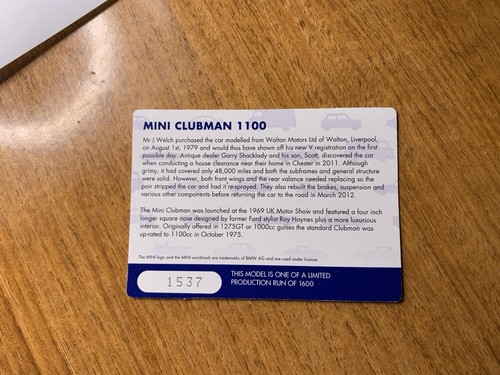 MINI CLUBMAN 1100
Mr J Welch purchased the car modelled from Walton Motors Ltd of Walton, Liverpool,
on August 1st, 1979 and would thus have shown off his new V registration on the first
possible day. Antique dealer Garry Shacklady and his son, Scott, discovered the car
when conducting a house clearance near their home in Chester in 2011. Although
grimy, it had covered only 48,000 miles and both the subframes and general structure
were solid. However, both front wings and the rear valance needed replacing so the
pair stripped the car and had it re-sprayed. They also rebuilt the brakes, suspension and
various other components before returning the car to the road in March 2012.
The Mini Clubman was launched at the 1969 UK Motor Show and featured a four inch
longer square nose designed by former Ford stylist Roy Haynes plus a more luxurious
interior. Originally offered in 1275GT or 1000cc guises the standard Clubman was
up-rated to 1100cc in October 1975.
The MINI logo and the MINI wordmark are trademarks of BMW AG and are used under license.
1537
THIS MODEL IS ONE OF A LIMITED
PRODUCTION RUN OF 1600